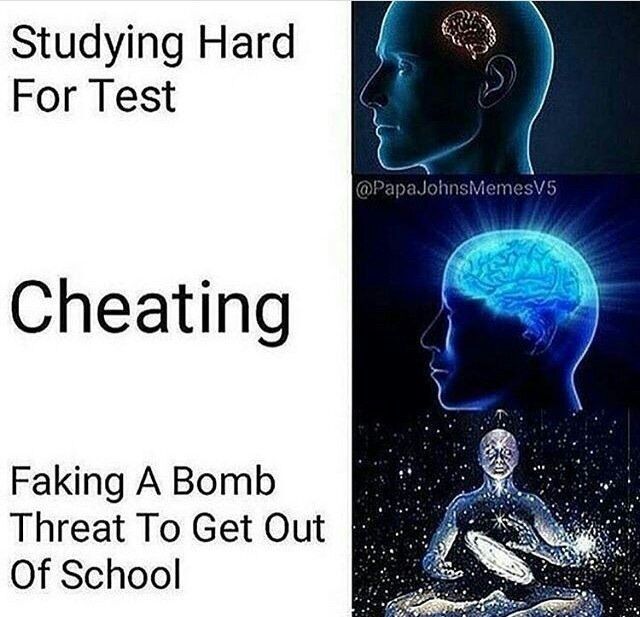 Studying Hard
For Test
@PapaJohnsMemesV5
Cheating
Faking A Bomb
Threat To Get Out
Of School